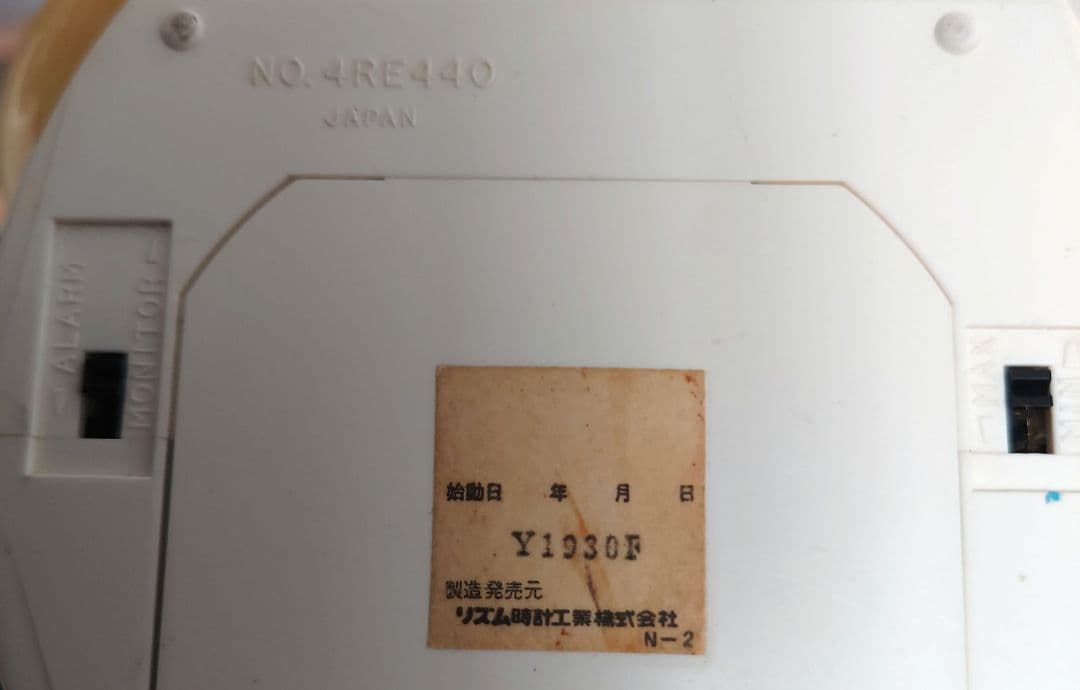 NO. 4RE440
JAPAN
ALARM
MONITOR
MAX
MIN
始動日 年 月 日
Y1930F
製造発売元
リズム時計工業株式会社
N-2